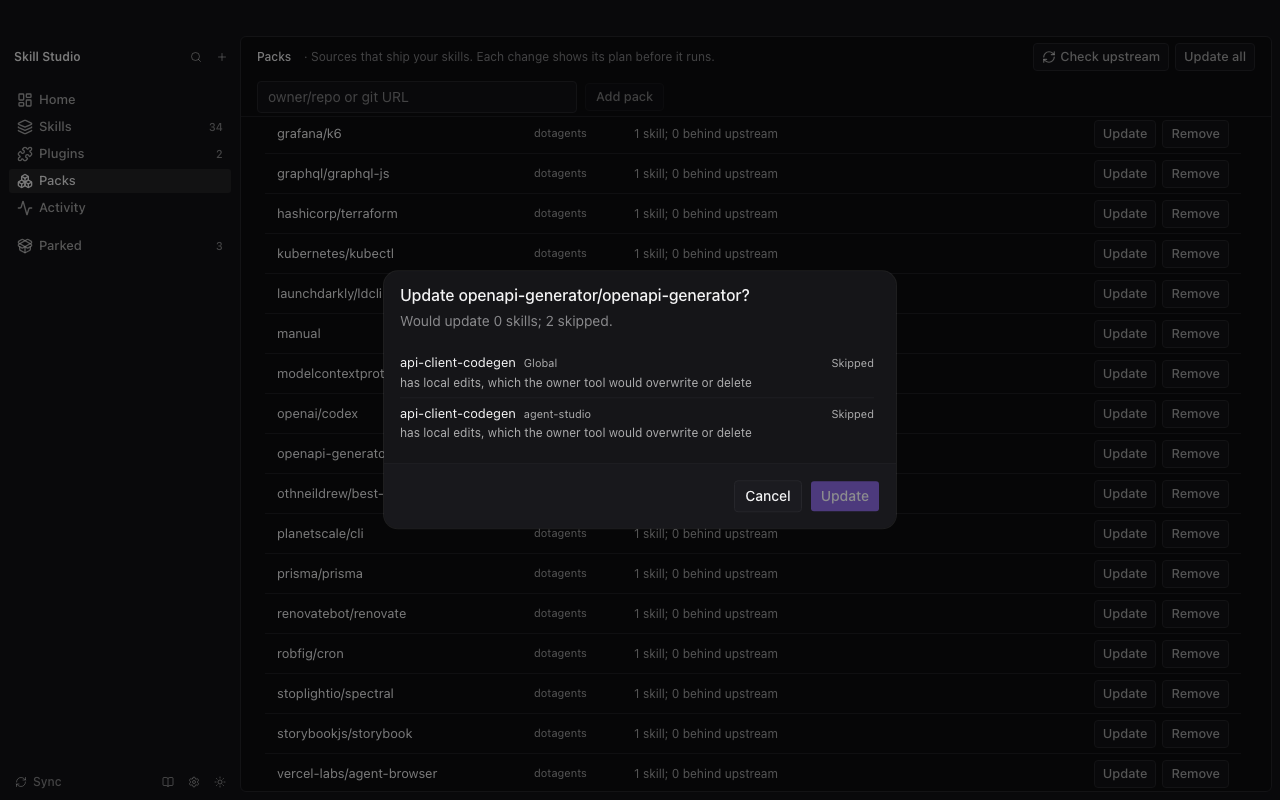 Skill Studio
Home
Skills 34
Plugins 2
Packs
Activity
Parked 3
Sync
Packs · Sources that ship your skills. Each change shows its plan before it runs.
Check upstream
Update all
owner/repo or git URL
Add pack
grafana/k6 dotagents 1 skill; 0 behind upstream Update Remove
graphql/graphql-js dotagents 1 skill; 0 behind upstream Update Remove
hashicorp/terraform dotagents 1 skill; 0 behind upstream Update Remove
kubernetes/kubectl dotagents 1 skill; 0 behind upstream Update Remove
launchdarkly/ldcli Update Remove
manual Update Remove
modelcontextprot Update Remove
openai/codex Update Remove
openapi-generato Update Remove
othneildrew/best- Update Remove
planetscale/cli dotagents 1 skill; 0 behind upstream Update Remove
prisma/prisma dotagents 1 skill; 0 behind upstream Update Remove
renovatebot/renovate dotagents 1 skill; 0 behind upstream Update Remove
robfig/cron dotagents 1 skill; 0 behind upstream Update Remove
stoplightio/spectral dotagents 1 skill; 0 behind upstream Update Remove
storybookjs/storybook dotagents 1 skill; 0 behind upstream Update Remove
vercel-labs/agent-browser dotagents 1 skill; 0 behind upstream Update Remove
Update openapi-generator/openapi-generator?
Would update 0 skills; 2 skipped.
api-client-codegen Global Skipped
has local edits, which the owner tool would overwrite or delete
api-client-codegen agent-studio Skipped
has local edits, which the owner tool would overwrite or delete
Cancel
Update